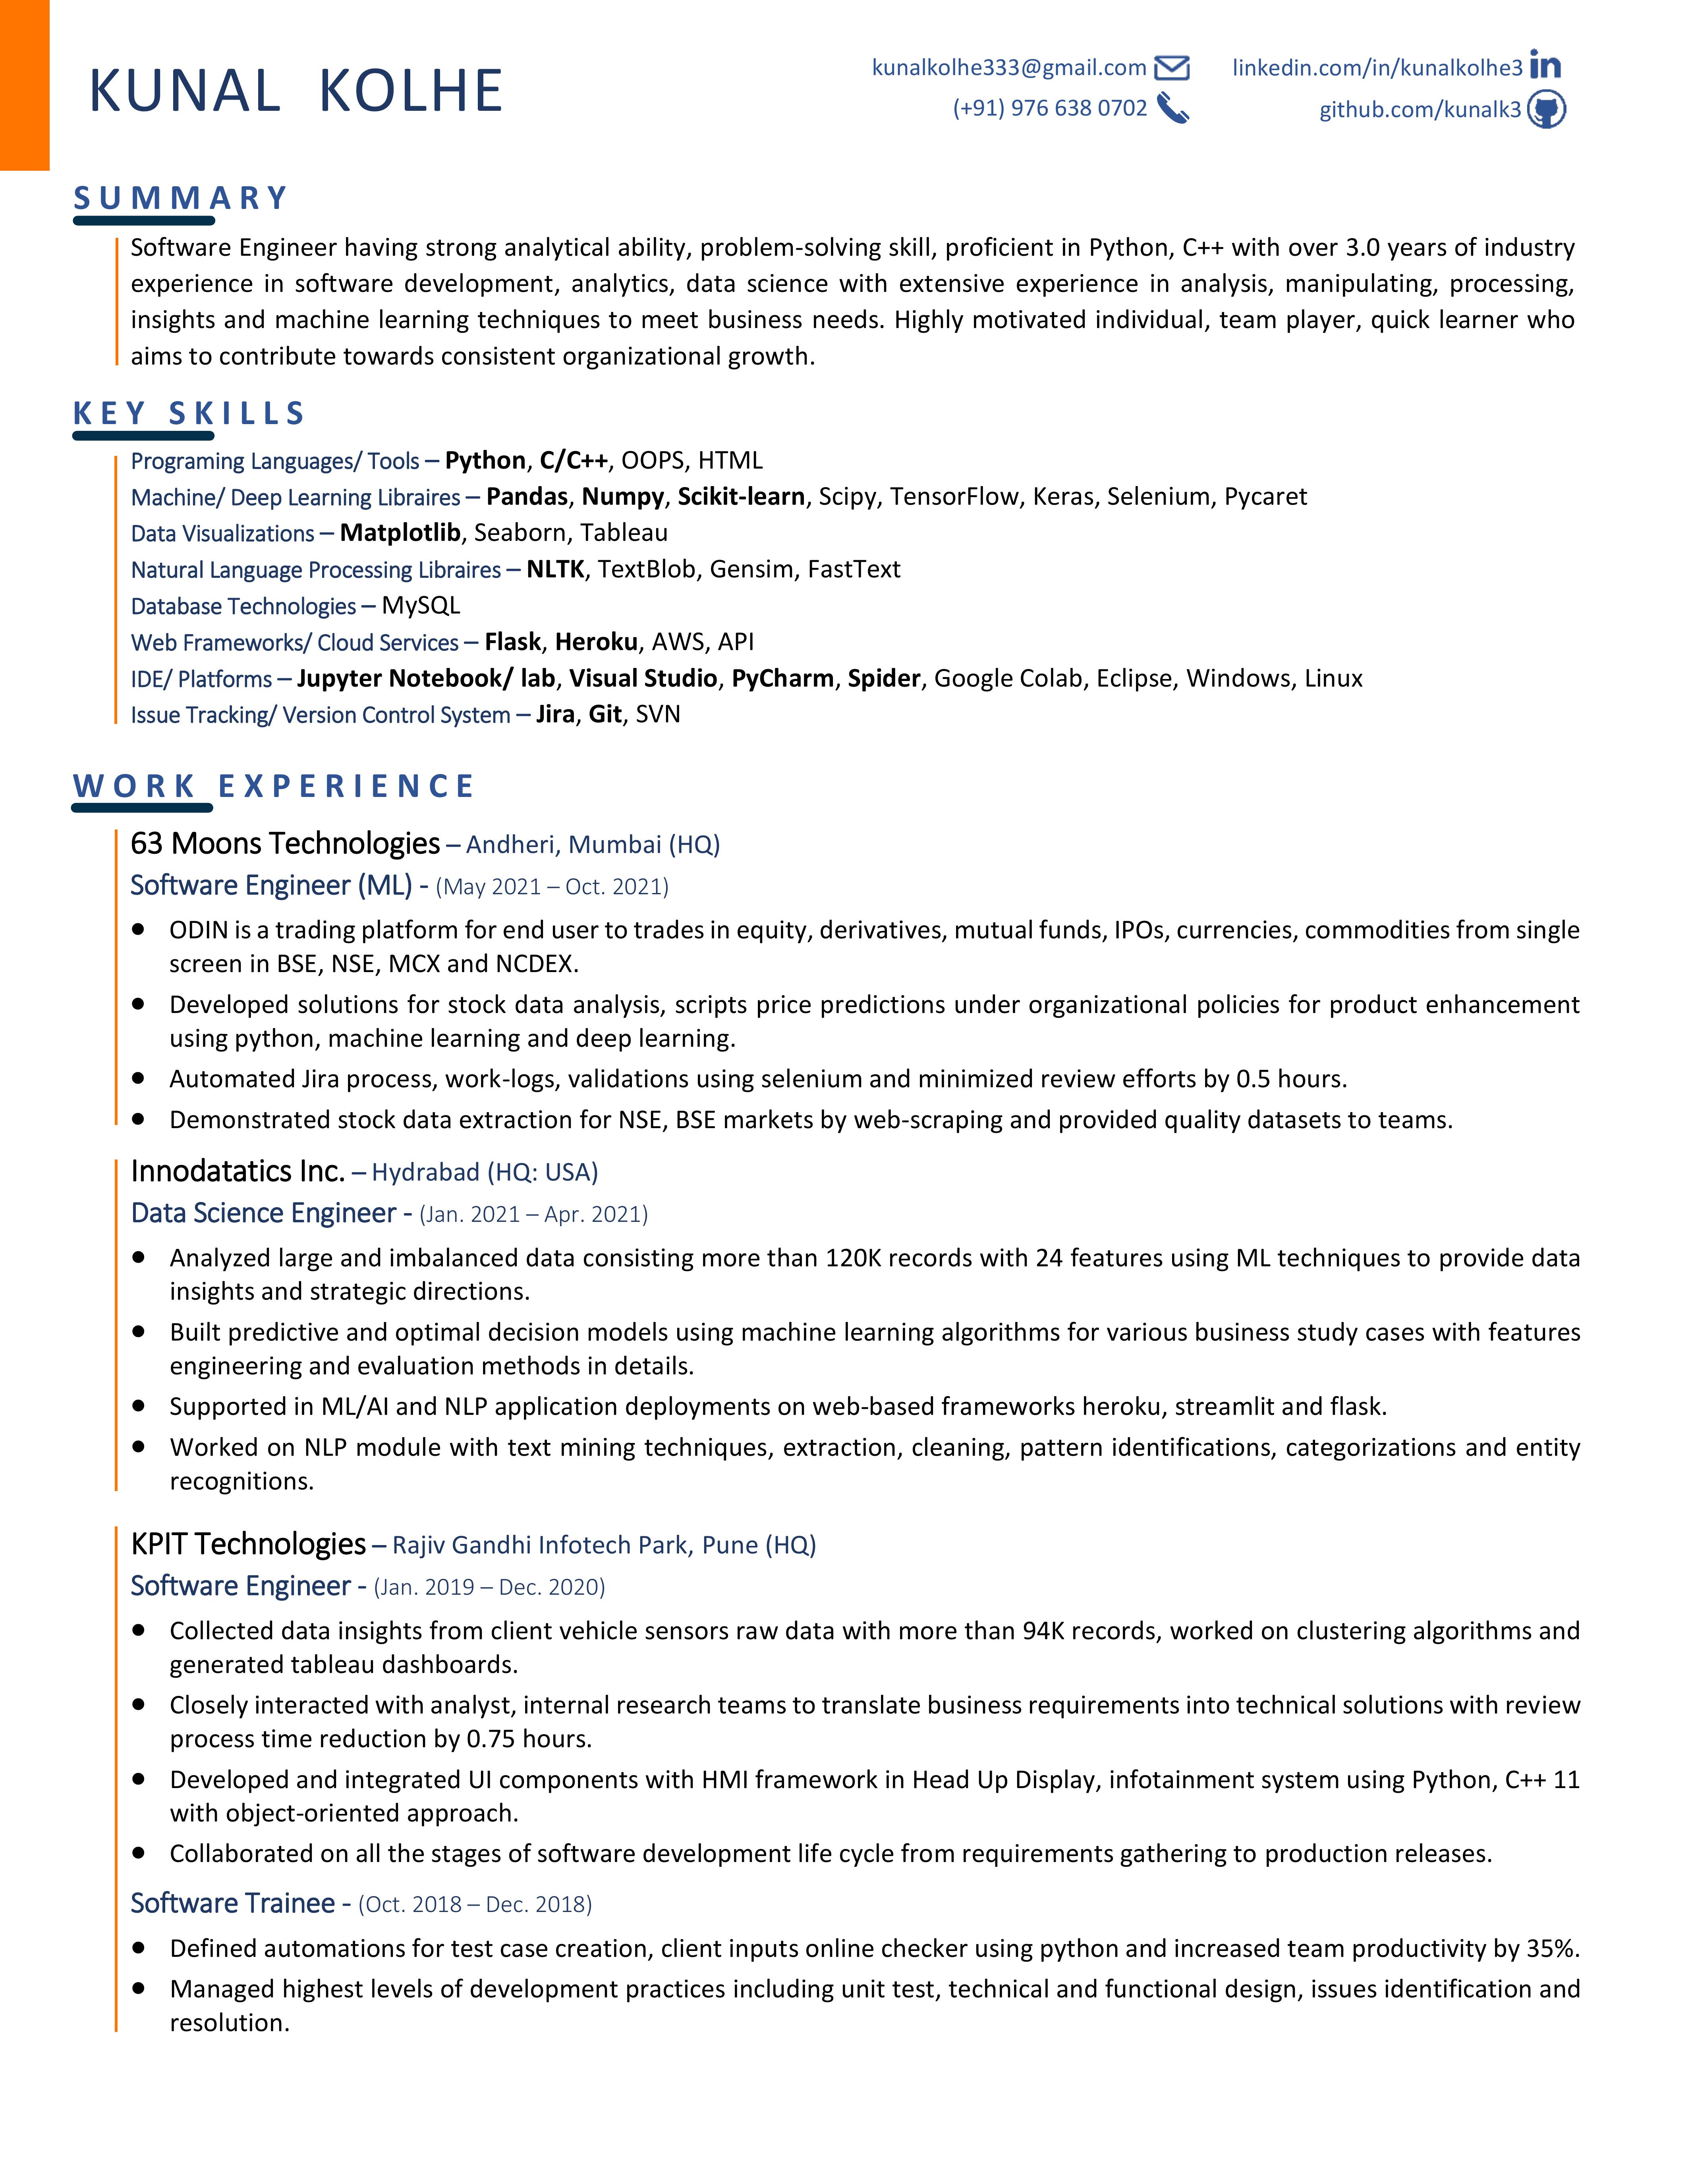 KUNAL KOLHE
kunalkolhe333@gmail.com
(+91) 976 638 0702
linkedin.com/in/kunalkolhe3
github.com/kunalk3
SUMMARY
Software Engineer having strong analytical ability, problem-solving skill, proficient in Python, C++ with over 3.0 years of industry
experience in software development, analytics, data science with extensive experience in analysis, manipulating, processing,
insights and machine learning techniques to meet business needs. Highly motivated individual, team player, quick learner who
aims to contribute towards consistent organizational growth.
KEY SKILLS
Programing Languages/ Tools – Python, C/C++, OOPS, HTML
Machine/ Deep Learning Libraires – Pandas, Numpy, Scikit-learn, Scipy, TensorFlow, Keras, Selenium, Pycaret
Data Visualizations – Matplotlib, Seaborn, Tableau
Natural Language Processing Libraires – NLTK, TextBlob, Gensim, FastText
Database Technologies – MySQL
Web Frameworks/ Cloud Services – Flask, Heroku, AWS, API
IDE/ Platforms – Jupyter Notebook/ lab, Visual Studio, PyCharm, Spider, Google Colab, Eclipse, Windows, Linux
Issue Tracking/ Version Control System – Jira, Git, SVN
WORK EXPERIENCE
63 Moons Technologies – Andheri, Mumbai (HQ)
Software Engineer (ML) - (May 2021 – Oct. 2021)
● ODIN is a trading platform for end user to trades in equity, derivatives, mutual funds, IPOs, currencies, commodities from single
screen in BSE, NSE, MCX and NCDEX.
● Developed solutions for stock data analysis, scripts price predictions under organizational policies for product enhancement
using python, machine learning and deep learning.
● Automated Jira process, work-logs, validations using selenium and minimized review efforts by 0.5 hours.
● Demonstrated stock data extraction for NSE, BSE markets by web-scraping and provided quality datasets to teams.
Innodatatics Inc. – Hydrabad (HQ: USA)
Data Science Engineer - (Jan. 2021 – Apr. 2021)
● Analyzed large and imbalanced data consisting more than 120K records with 24 features using ML techniques to provide data
insights and strategic directions.
● Built predictive and optimal decision models using machine learning algorithms for various business study cases with features
engineering and evaluation methods in details.
● Supported in ML/AI and NLP application deployments on web-based frameworks heroku, streamlit and flask.
● Worked on NLP module with text mining techniques, extraction, cleaning, pattern identifications, categorizations and entity
recognitions.
KPIT Technologies – Rajiv Gandhi Infotech Park, Pune (HQ)
Software Engineer - (Jan. 2019 – Dec. 2020)
● Collected data insights from client vehicle sensors raw data with more than 94K records, worked on clustering algorithms and
generated tableau dashboards.
● Closely interacted with analyst, internal research teams to translate business requirements into technical solutions with review
process time reduction by 0.75 hours.
● Developed and integrated UI components with HMI framework in Head Up Display, infotainment system using Python, C++ 11
with object-oriented approach.
● Collaborated on all the stages of software development life cycle from requirements gathering to production releases.
Software Trainee - (Oct. 2018 – Dec. 2018)
● Defined automations for test case creation, client inputs online checker using python and increased team productivity by 35%.
● Managed highest levels of development practices including unit test, technical and functional design, issues identification and
resolution.